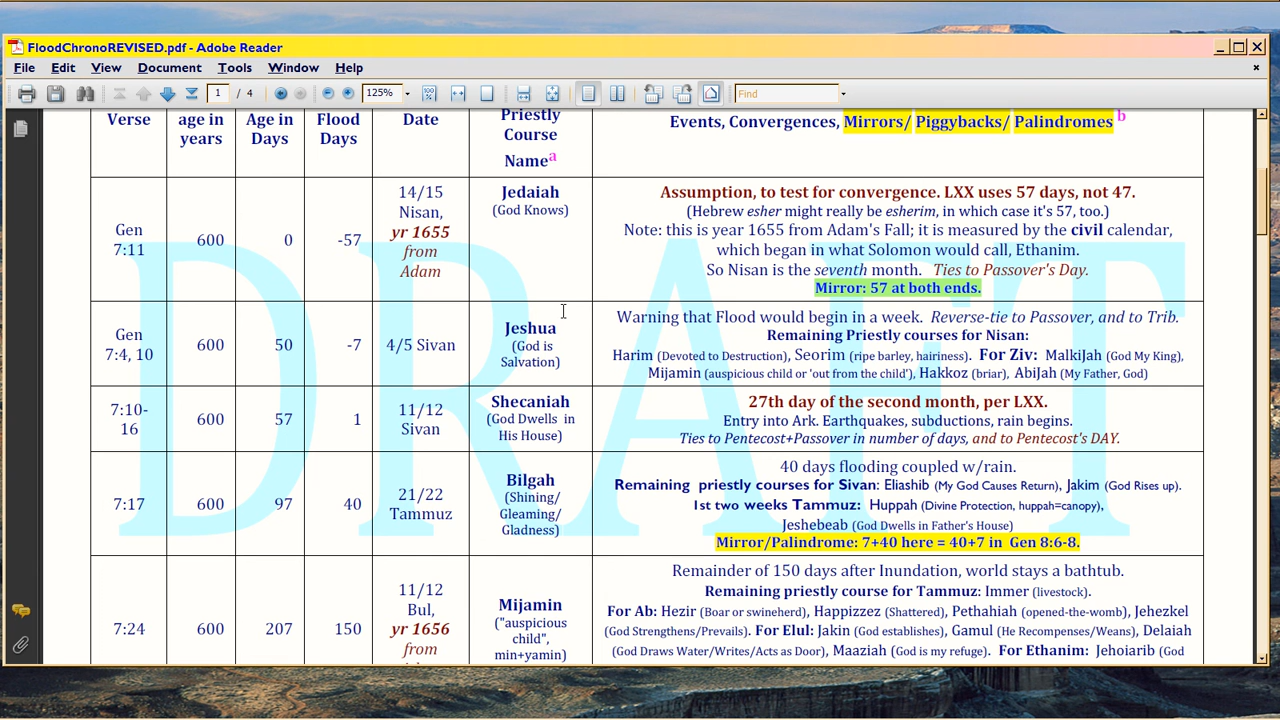 FloodChronoREVISED.pdf - Adobe Reader
File Edit View Document Tools Window Help
1 / 4 125% Find
Verse
age in years
Age in Days
Flood Days
Date
Priestly Course Name a
Events, Convergences, Mirrors/ Piggybacks/ Palindromes b
Gen 7:11
600
0
-57
14/15
Nisan,
yr 1655
from
Adam
Jedaiah
(God Knows)
Assumption, to test for convergence. LXX uses 57 days, not 47.
(Hebrew esher might really be esherim, in which case it's 57, too.)
Note: this is year 1655 from Adam's Fall; it is measured by the civil calendar,
which began in what Solomon would call, Ethanim.
So Nisan is the seventh month. Ties to Passover's Day.
Mirror: 57 at both ends.
Gen
7:4, 10
600
50
-7
4/5 Sivan
Jeshua
(God is
Salvation)
Warning that Flood would begin in a week. Reverse-tie to Passover, and to Trib.
Remaining Priestly courses for Nisan:
Harim (Devoted to Destruction), Seorim (ripe barley, hairiness). For Ziv: MalkiJah (God My King),
Mijamin (auspicious child or 'out from the child'), Hakkoz (briar), AbiJah (My Father, God)
7:10-
16
600
57
1
11/12
Sivan
Shecaniah
(God Dwells in
His House)
27th day of the second month, per LXX.
Entry into Ark. Earthquakes, subductions, rain begins.
Ties to Pentecost+Passover in number of days, and to Pentecost's DAY.
7:17
600
97
40
21/22
Tammuz
Bilgah
(Shining/
Gleaming/
Gladness)
40 days flooding coupled w/rain.
Remaining priestly courses for Sivan: Eliashib (My God Causes Return), Jakim (God Rises up).
1st two weeks Tammuz: Huppah (Divine Protection, huppah=canopy),
Jeshebeab (God Dwells in Father's House)
Mirror/Palindrome: 7+40 here = 40+7 in Gen 8:6-8.
7:24
600
207
150
11/12
Bul,
yr 1656
from
Mijamin
("auspicious
child",
min+yamin)
Remainder of 150 days after Inundation, world stays a bathtub.
Remaining priestly course for Tammuz: Immer (livestock).
For Ab: Hezir (Boar or swineherd), Happizzez (Shattered), Pethahiah (opened-the-womb), Jehezkel
(God Strengthens/Prevails). For Elul: Jakin (God establishes), Gamul (He Recompenses/Weans), Delaiah
(God Draws Water/Writes/Acts as Door), Maaziah (God is my refuge). For Ethanim: Jehoiarib (God
DRAFT